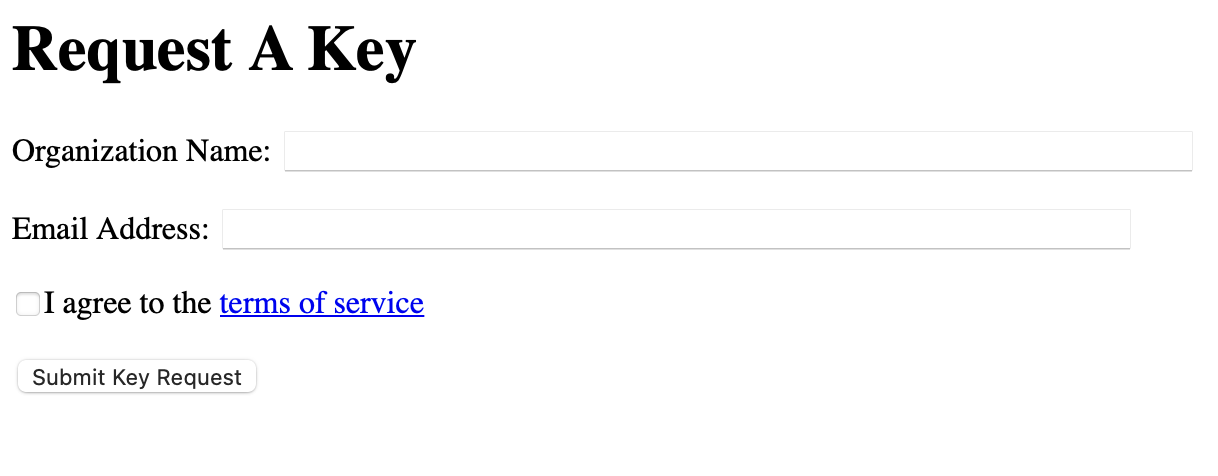 Request A Key
Organization Name:
Email Address:
I agree to the terms of service
Submit Key Request